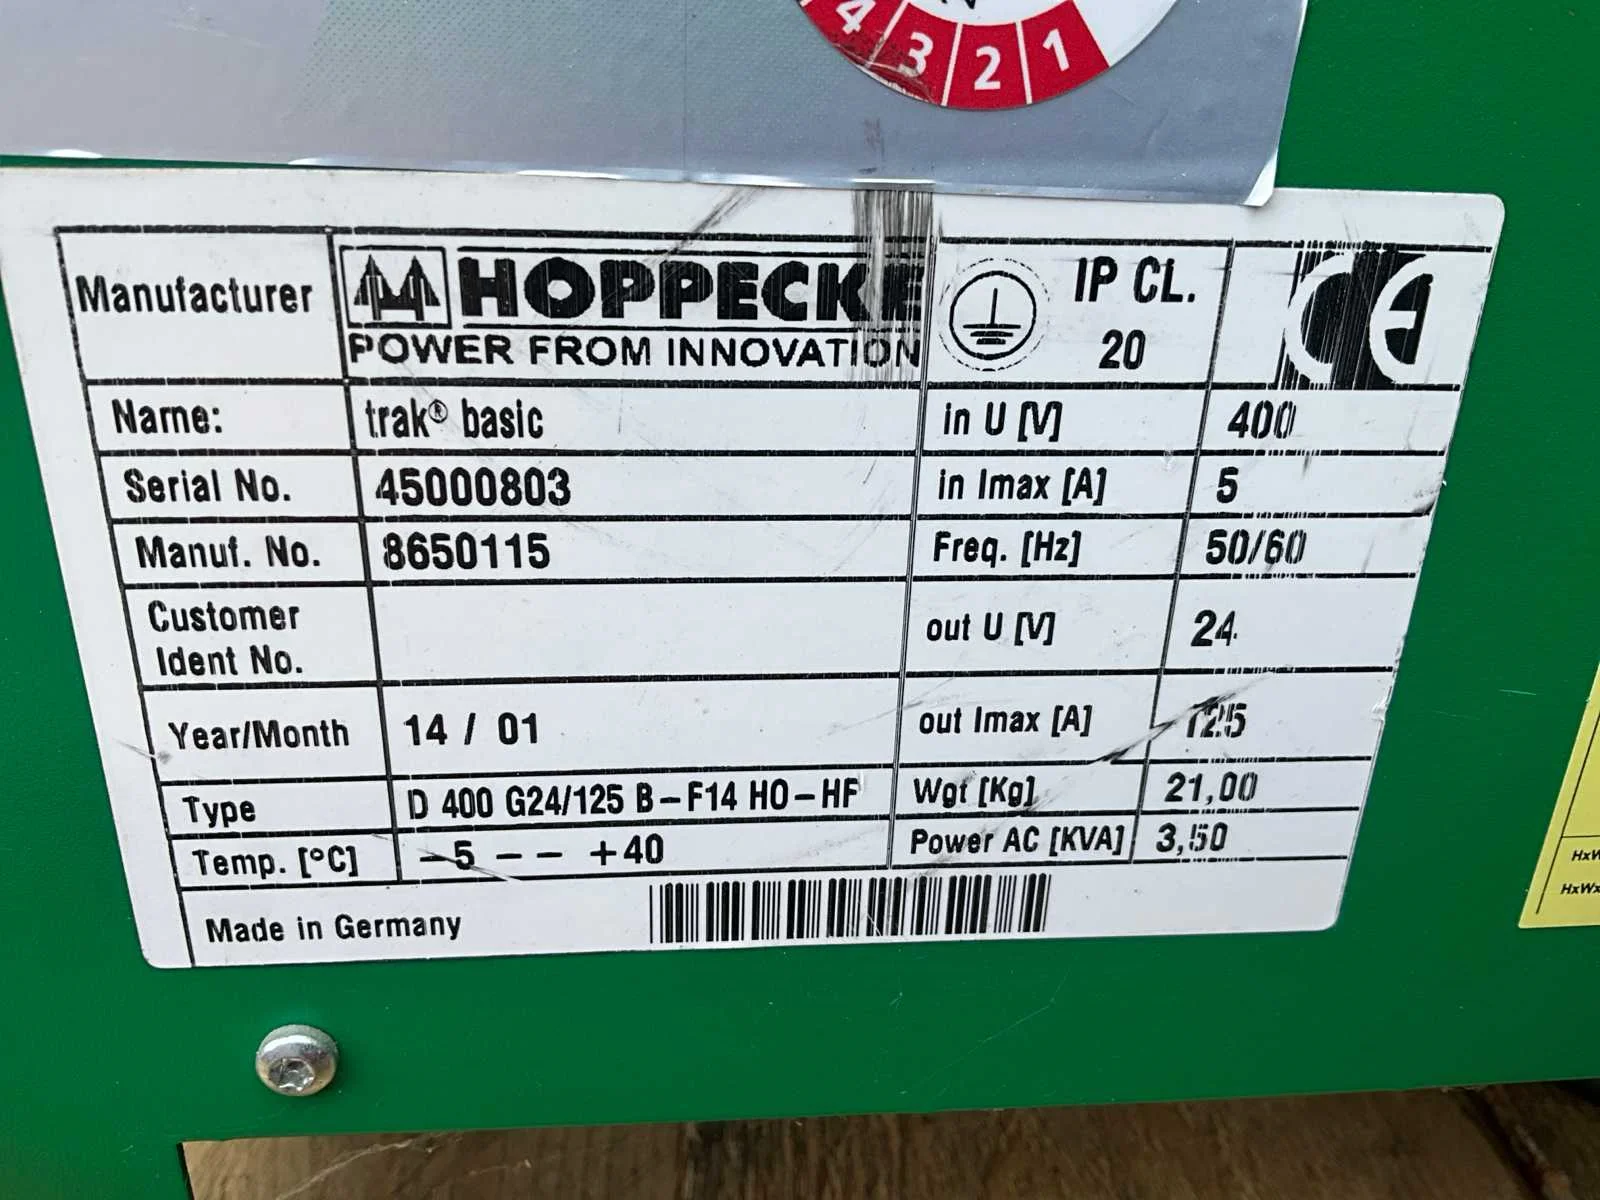 4 3 2 1
Manufacturer HOPPECKE IP CL. CE
POWER FROM INNOVATION 20
Name: trak® basic in U [V] 400
Serial No. 45000803 in Imax [A] 5
Manuf. No. 8650115 Freq. [Hz] 50/60
Customer
Ident No. out U [V] 24
Year/Month 14 / 01 out Imax [A] 125
Type D 400 G24/125 B-F14 HO-HF Wgt [Kg] 21,00
Temp. [°C] -5 -- +40 Power AC [KVA] 3,50
Made in Germany
HxW
HxWx